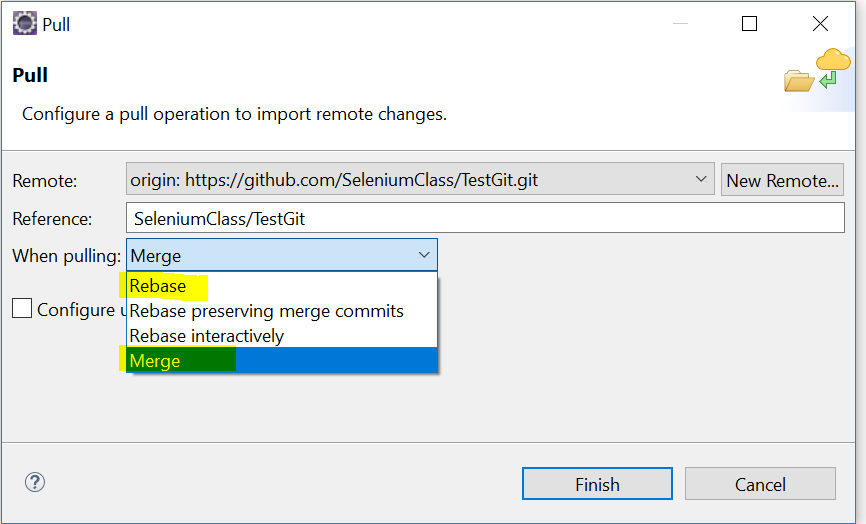 Pull
Pull
Configure a pull operation to import remote changes.
Remote: origin: https://github.com/SeleniumClass/TestGit.git New Remote...
Reference: SeleniumClass/TestGit
When pulling: Merge
Rebase
Configure
Rebase preserving merge commits
Rebase interactively
Merge
? Finish Cancel